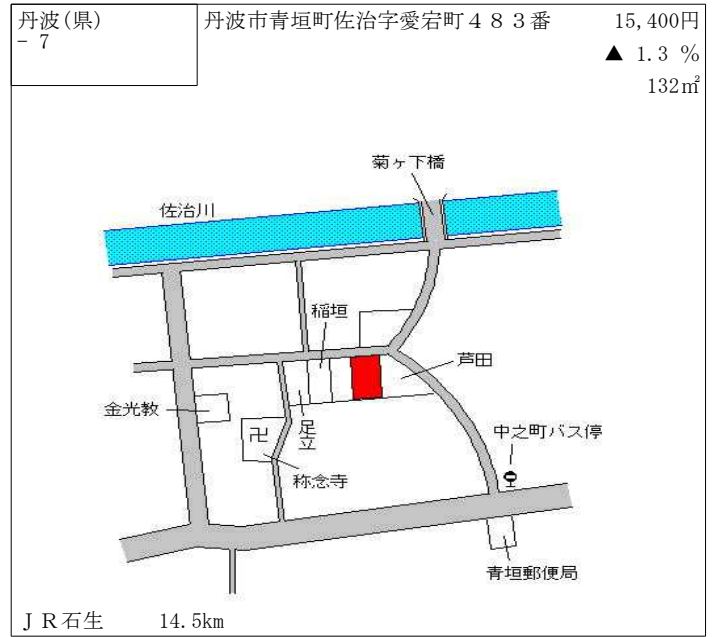 丹波(県)
- 7
丹波市青垣町佐治字愛宕町４８３番
15,400円
▲ 1.3 %
132㎡
菊ヶ下橋
佐治川
稲垣
芦田
金光教
足立
卍
中之町バス停
称念寺
青垣郵便局
ＪＲ石生 14.5km